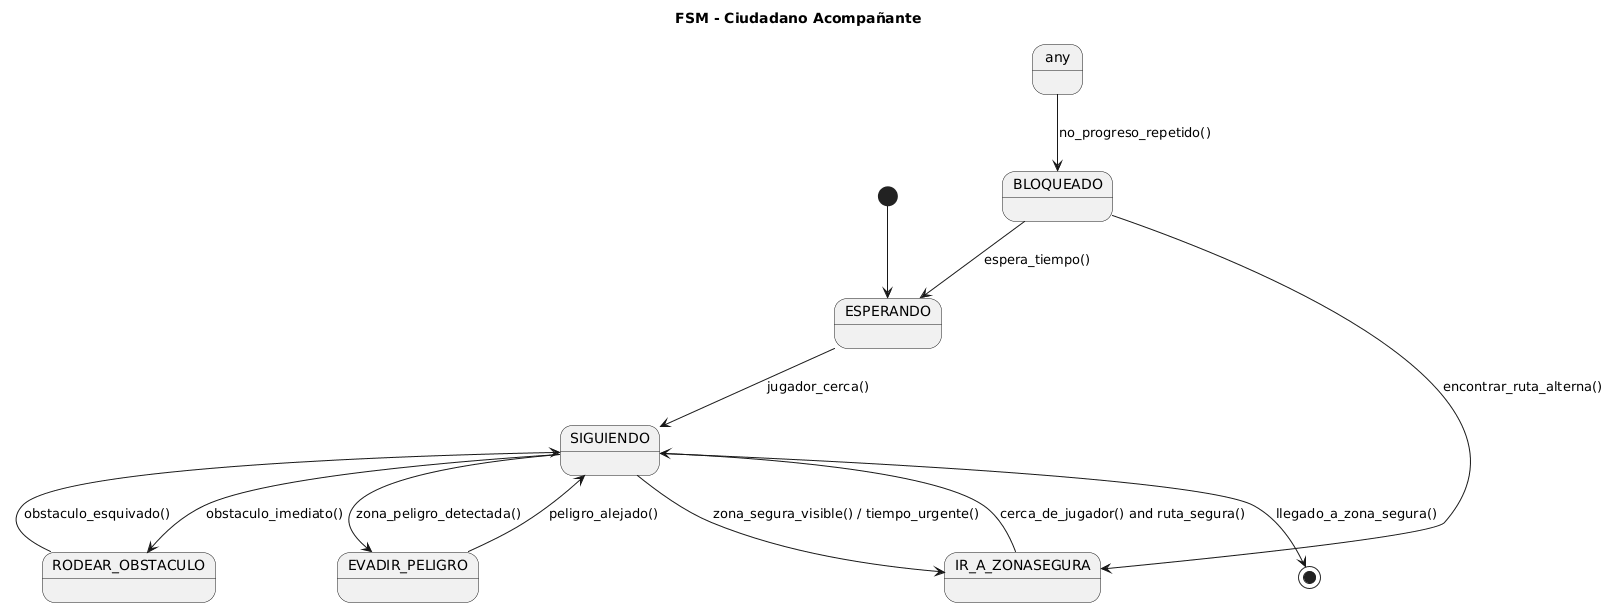 FSM - Ciudadano Acompañante
any
no_progreso_repetido()
BLOQUEADO
espera_tiempo()
ESPERANDO
jugador_cerca()
encontrar_ruta_alterna()
SIGUIENDO
obstaculo_esquivado()
obstaculo_imediato()
zona_peligro_detectada()
peligro_alejado()
zona_segura_visible() / tiempo_urgente()
cerca_de_jugador() and ruta_segura()
llegado_a_zona_segura()
RODEAR_OBSTACULO
EVADIR_PELIGRO
IR_A_ZONASEGURA